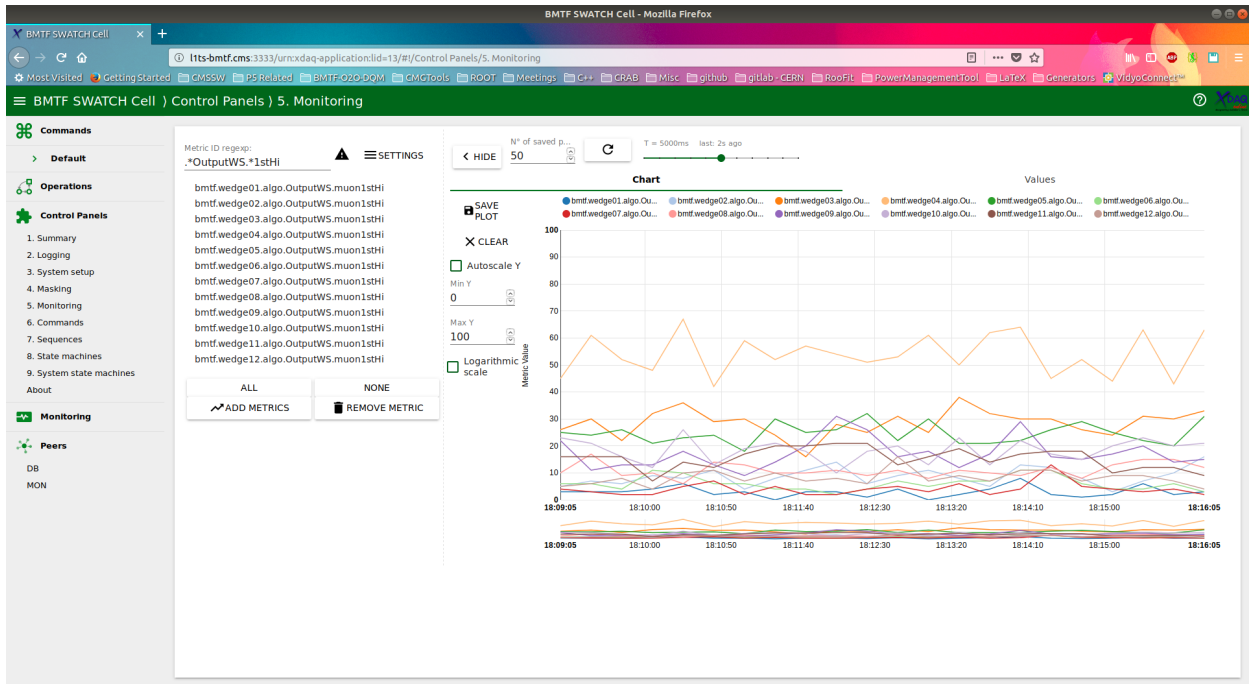 BMTF SWATCH Cell - Mozilla Firefox
BMTF SWATCH Cell × +
l1ts-bmtf.cms:3333/urn:xdaq-application:lid=13/#!/Control Panels/5. Monitoring
Most Visited Getting Started CMSSW P5 Related BMTF-O2O-DQM CMGTools ROOT Meetings C++ CRAB Misc github gitlab-CERN RooFit PowerManagementTool LaTeX Generators VidyoConnect™
BMTF SWATCH Cell ⟩ Control Panels ⟩ 5. Monitoring
XDAQ
Commands
Default
Operations
Control Panels
1. Summary
2. Logging
3. System setup
4. Masking
5. Monitoring
6. Commands
7. Sequences
8. State machines
9. System state machines
About
Monitoring
Peers
DB
MON
Metric ID regexp:
.*OutputWS.*1stHi
SETTINGS
bmtf.wedge01.algo.OutputWS.muon1stHi
bmtf.wedge02.algo.OutputWS.muon1stHi
bmtf.wedge03.algo.OutputWS.muon1stHi
bmtf.wedge04.algo.OutputWS.muon1stHi
bmtf.wedge05.algo.OutputWS.muon1stHi
bmtf.wedge06.algo.OutputWS.muon1stHi
bmtf.wedge07.algo.OutputWS.muon1stHi
bmtf.wedge08.algo.OutputWS.muon1stHi
bmtf.wedge09.algo.OutputWS.muon1stHi
bmtf.wedge10.algo.OutputWS.muon1stHi
bmtf.wedge11.algo.OutputWS.muon1stHi
bmtf.wedge12.algo.OutputWS.muon1stHi
ALL NONE
ADD METRICS REMOVE METRIC
HIDE
N° of saved p...
50
T = 5000ms last: 2s ago
Chart Values
SAVE
PLOT
CLEAR
Autoscale Y
Min Y
0
Max Y
100
Logarithmic
scale
bmtf.wedge01.algo.Ou... bmtf.wedge02.algo.Ou... bmtf.wedge03.algo.Ou... bmtf.wedge04.algo.Ou... bmtf.wedge05.algo.Ou... bmtf.wedge06.algo.Ou...
bmtf.wedge07.algo.Ou... bmtf.wedge08.algo.Ou... bmtf.wedge09.algo.Ou... bmtf.wedge10.algo.Ou... bmtf.wedge11.algo.Ou... bmtf.wedge12.algo.Ou...
Metric Value
100
90
80
70
60
50
40
30
20
10
0
18:09:05 18:10:00 18:10:50 18:11:40 18:12:30 18:13:20 18:14:10 18:15:00 18:16:05
18:09:05 18:10:00 18:10:50 18:11:40 18:12:30 18:13:20 18:14:10 18:15:00 18:16:05